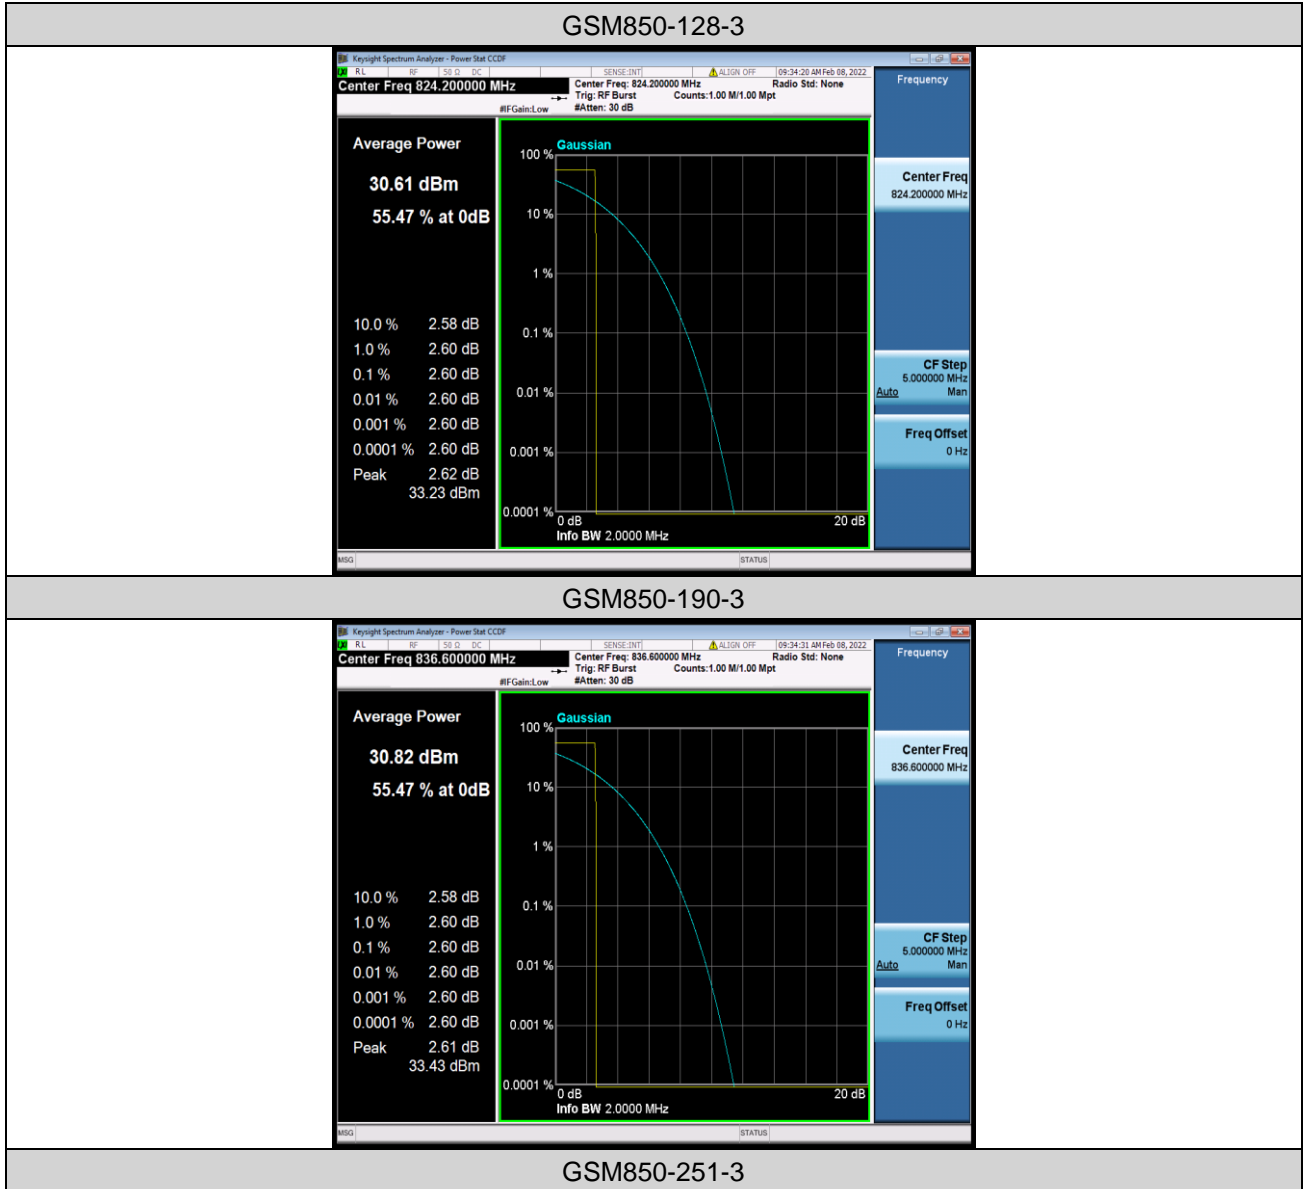 GSM850-128-3
Keysight Spectrum Analyzer - Power Stat CCDF
RL RF 50 Ω DC SENSE:INT ALIGN OFF 09:34:20 AM Feb 08, 2022
Center Freq 824.200000 MHz
Center Freq: 824.200000 MHz Radio Std: None
Trig: RF Burst Counts:1.00 M/1.00 Mpt
#IFGain:Low #Atten: 30 dB
Frequency
Average Power
30.61 dBm
55.47 % at 0dB
10.0 % 2.58 dB
1.0 % 2.60 dB
0.1 % 2.60 dB
0.01 % 2.60 dB
0.001 % 2.60 dB
0.0001 % 2.60 dB
Peak 2.62 dB
33.23 dBm
Gaussian
100 %
10 %
1 %
0.1 %
0.01 %
0.001 %
0.0001 %
0 dB 20 dB
Info BW 2.0000 MHz
Center Freq
824.200000 MHz
CF Step
5.000000 MHz
Auto Man
Freq Offset
0 Hz
MSG STATUS
GSM850-190-3
Keysight Spectrum Analyzer - Power Stat CCDF
RL RF 50 Ω DC SENSE:INT ALIGN OFF 09:34:31 AM Feb 08, 2022
Center Freq 836.600000 MHz
Center Freq: 836.600000 MHz Radio Std: None
Trig: RF Burst Counts:1.00 M/1.00 Mpt
#IFGain:Low #Atten: 30 dB
Frequency
Average Power
30.82 dBm
55.47 % at 0dB
10.0 % 2.58 dB
1.0 % 2.60 dB
0.1 % 2.60 dB
0.01 % 2.60 dB
0.001 % 2.60 dB
0.0001 % 2.60 dB
Peak 2.61 dB
33.43 dBm
Gaussian
100 %
10 %
1 %
0.1 %
0.01 %
0.001 %
0.0001 %
0 dB 20 dB
Info BW 2.0000 MHz
Center Freq
836.600000 MHz
CF Step
5.000000 MHz
Auto Man
Freq Offset
0 Hz
MSG STATUS
GSM850-251-3